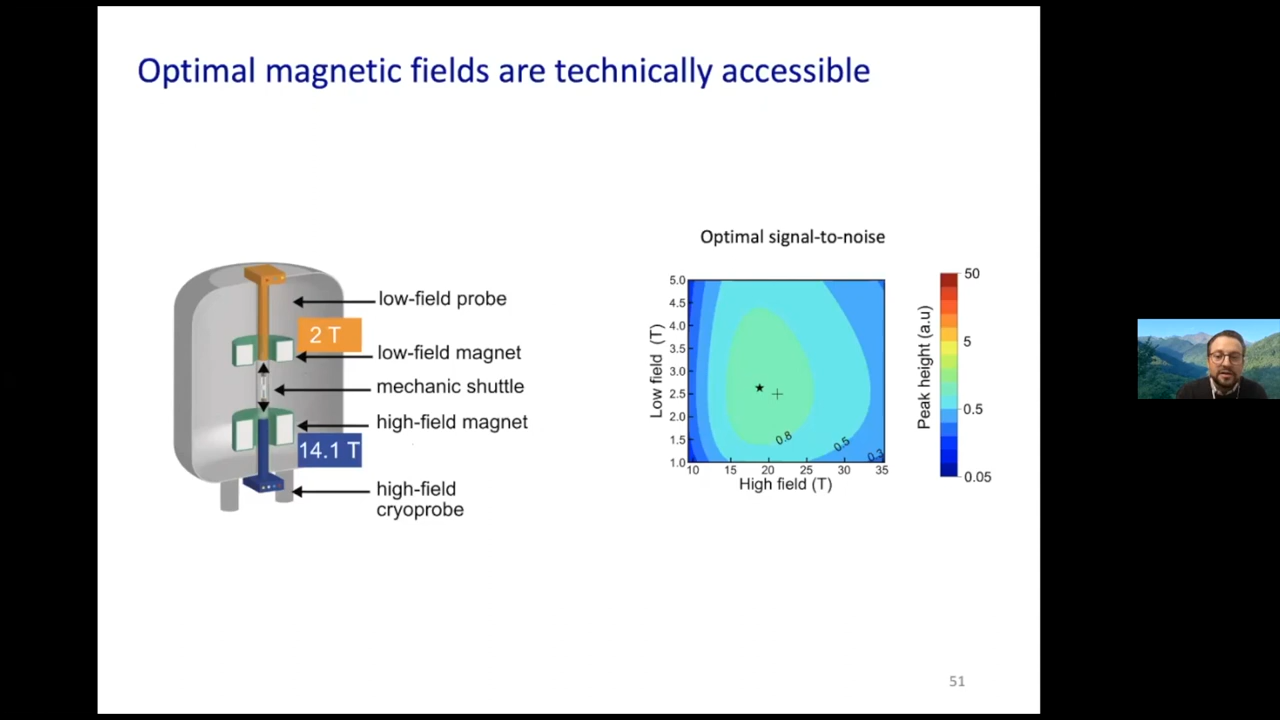 Optimal magnetic fields are technically accessible
low-field probe
2 T
low-field magnet
mechanic shuttle
high-field magnet
14.1 T
high-field
cryoprobe
Optimal signal-to-noise
5.0
4.5
4.0
3.5
3.0
2.5
2.0
1.5
1.0
Low field (T)
0.8
0.5
0.3
10 15 20 25 30 35
High field (T)
Peak height (a.u)
50
5
0.5
0.05
51